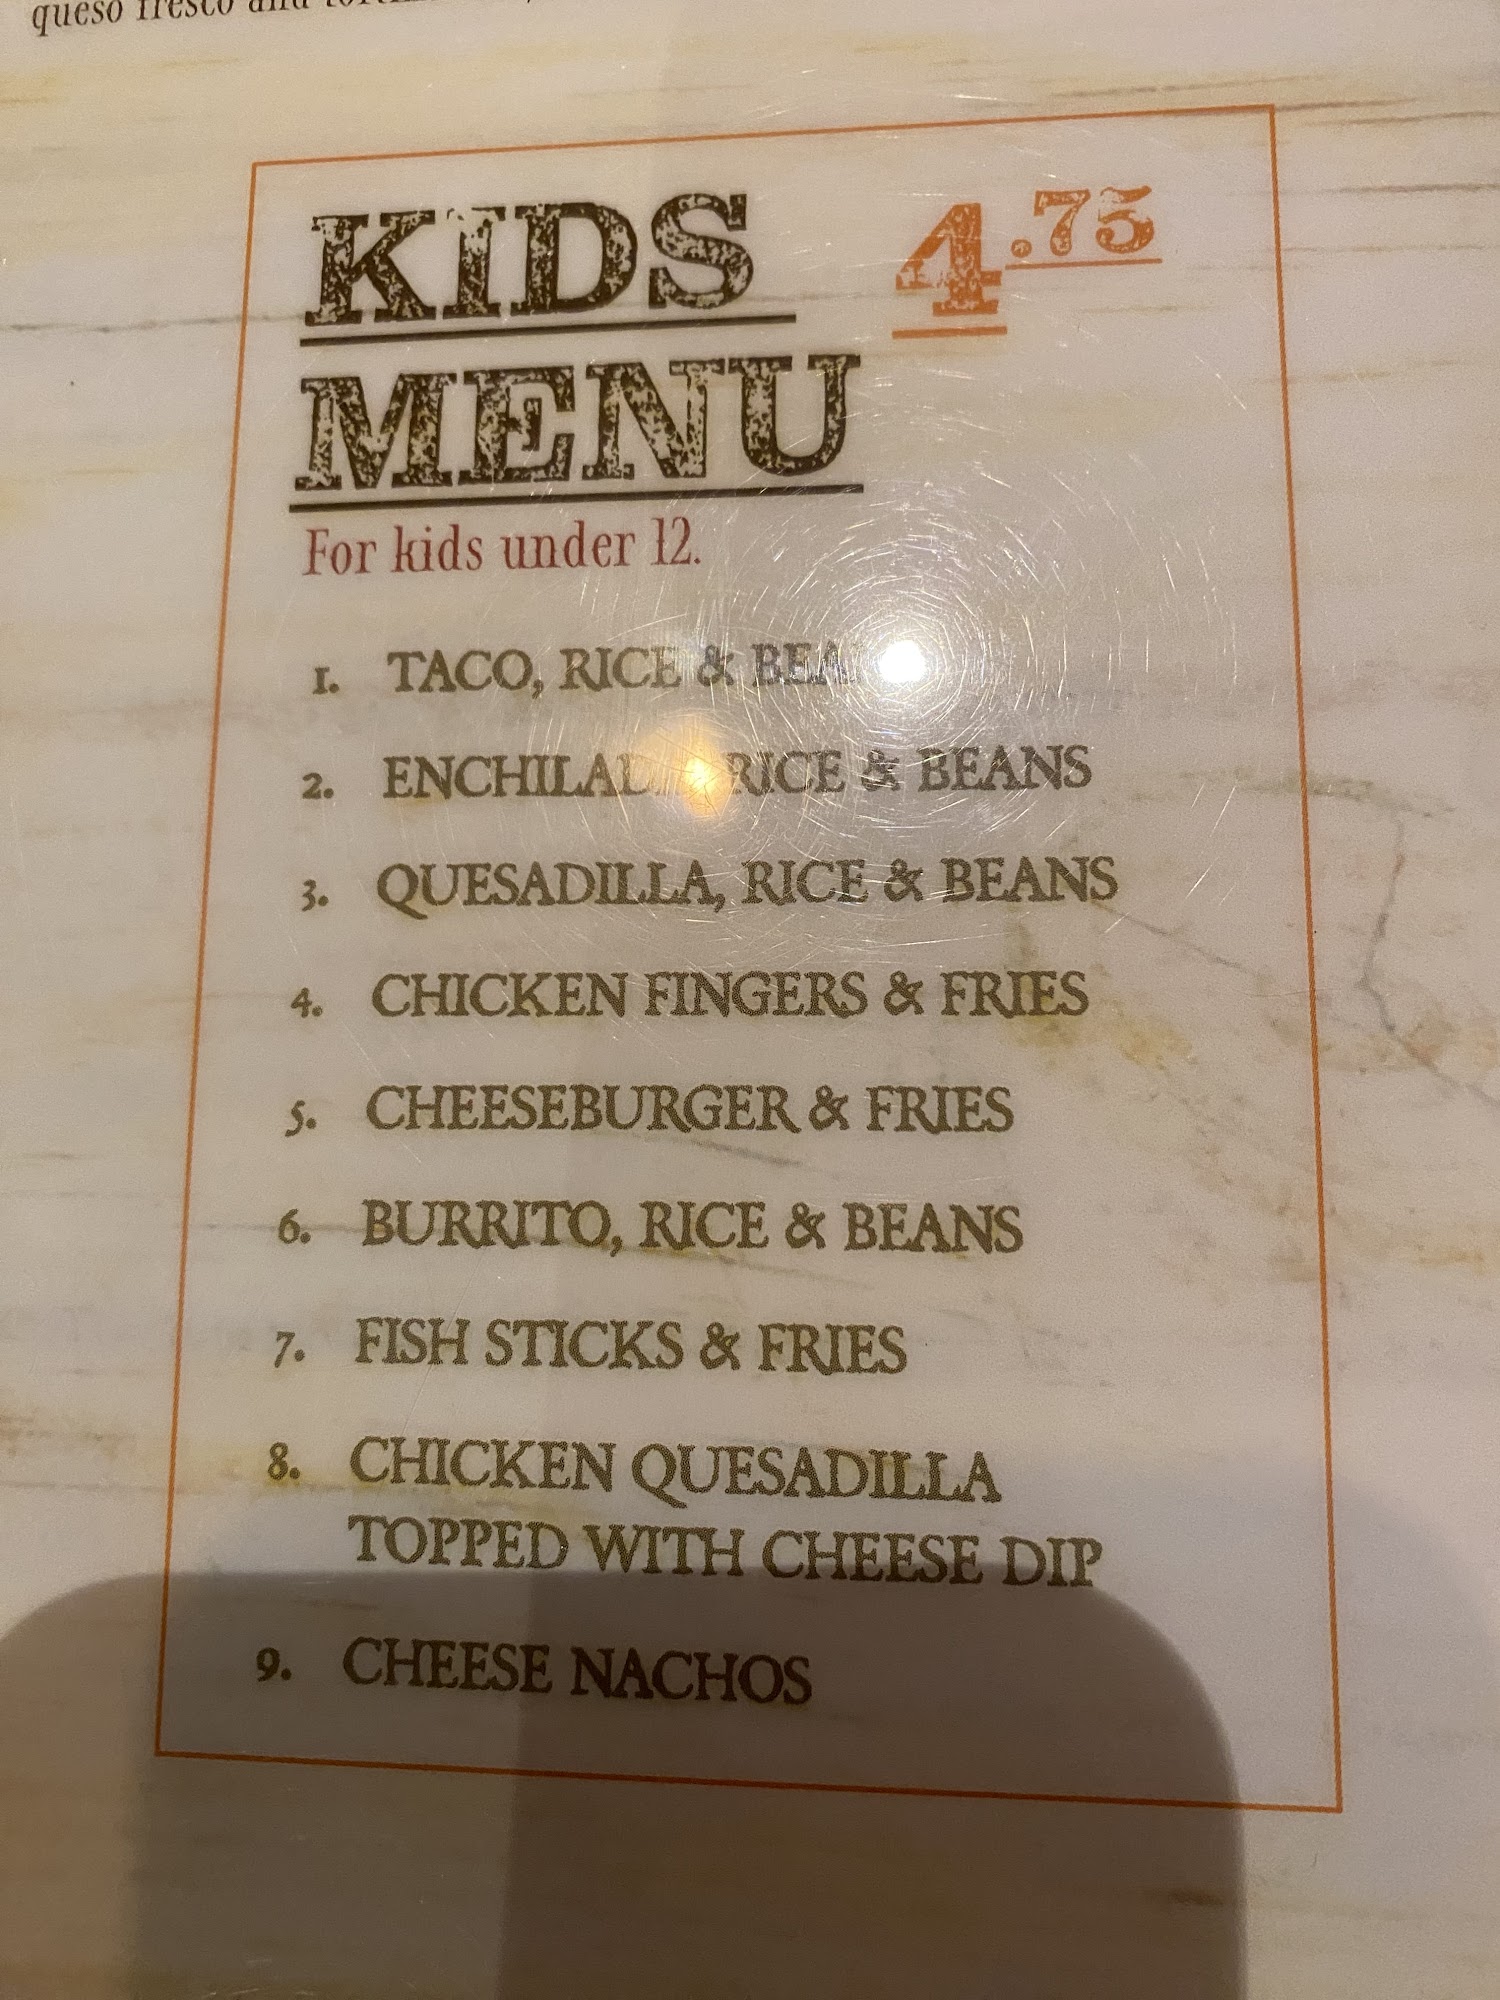 queso fresco and
KIDS 4.75
MENU
For kids under 12.
1. TACO, RICE &
2. RICE & BEANS
3. QUESADILLA, RICE & BEANS
4. CHICKEN FINGERS & FRIES
5. CHEESEBURGER & FRIES
6. BURRITO, RICE & BEANS
7. FISH STICKS & FRIES
8. CHICKEN QUESADILLA
TOPPED WITH CHEESE DIP
9. CHEESE NACHOS